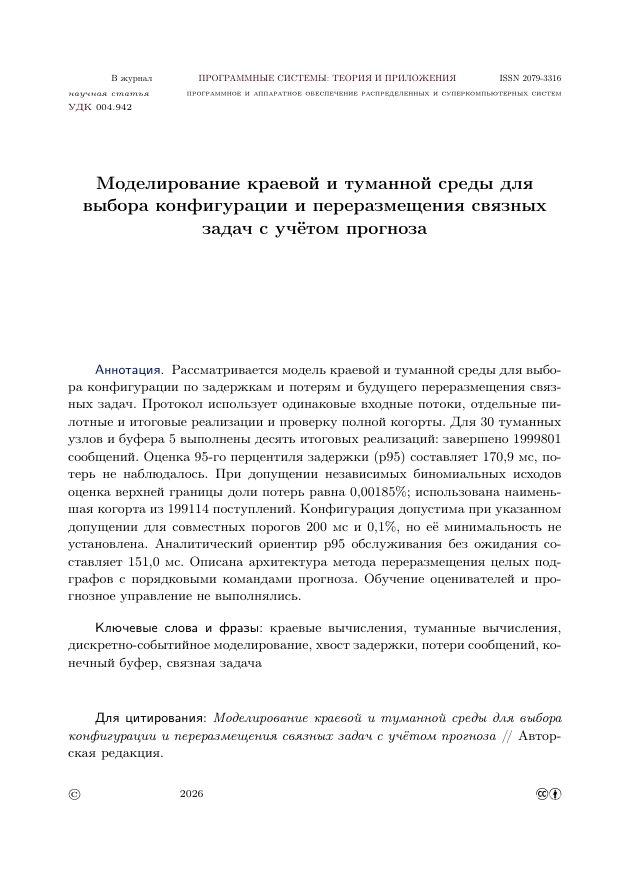 В журнал ПРОГРАММНЫЕ СИСТЕМЫ: ТЕОРИЯ И ПРИЛОЖЕНИЯ ISSN 2079-3316
научная статья ПРОГРАММНОЕ И АППАРАТНОЕ ОБЕСПЕЧЕНИЕ РАСПРЕДЕЛЕННЫХ И СУПЕРКОМПЬЮТЕРНЫХ СИСТЕМ
УДК 004.942
Моделирование краевой и туманной среды для
выбора конфигурации и переразмещения связных
задач с учётом прогноза
Аннотация. Рассматривается модель краевой и туманной среды для выбо-
ра конфигурации по задержкам и потерям и будущего переразмещения связ-
ных задач. Протокол использует одинаковые входные потоки, отдельные пи-
лотные и итоговые реализации и проверку полной когорты. Для 30 туманных
узлов и буфера 5 выполнены десять итоговых реализаций: завершено 1999801
сообщений. Оценка 95-го перцентиля задержки (p95) составляет 170,9 мс, по-
терь не наблюдалось. При допущении независимых биномиальных исходов
оценка верхней границы доли потерь равна 0,00185%; использована наимень-
шая когорта из 199114 поступлений. Конфигурация допустима при указанном
допущении для совместных порогов 200 мс и 0,1%, но её минимальность не
установлена. Аналитический ориентир p95 обслуживания без ожидания со-
ставляет 151,0 мс. Описана архитектура метода переразмещения целых под-
графов с порядковыми командами прогноза. Обучение оценивателей и про-
гнозное управление не выполнялись.
Ключевые слова и фразы: краевые вычисления, туманные вычисления,
дискретно-событийное моделирование, хвост задержки, потери сообщений, ко-
нечный буфер, связная задача
Для цитирования: Моделирование краевой и туманной среды для выбора
конфигурации и переразмещения связных задач с учётом прогноза // Автор-
ская редакция.
© 2026